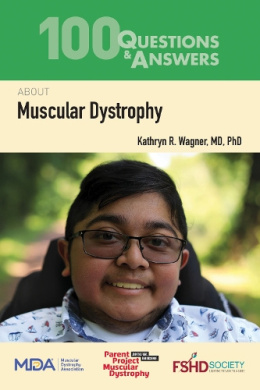 100 QUESTIONS
& ANSWERS
ABOUT
Muscular Dystrophy
Kathryn R. Wagner, MD, PhD
MDA
Muscular
Dystrophy
Association
Parent
Project
Muscular
Dystrophy
FSHD SOCIETY